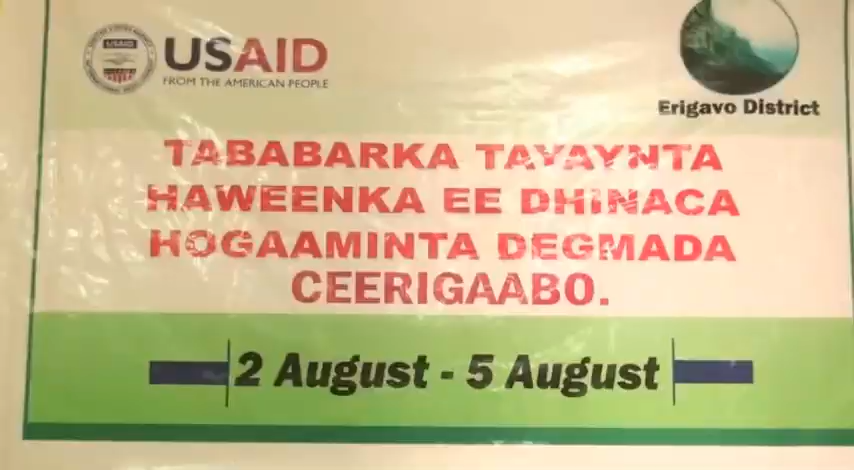 USAID
FROM THE AMERICAN PEOPLE
Erigavo District
TABABARKA TAYAYNTA
HAWEENKA EE DHINACA
HOGAAMINTA DEGMADA
CEERIGAABO.
2 August - 5 August